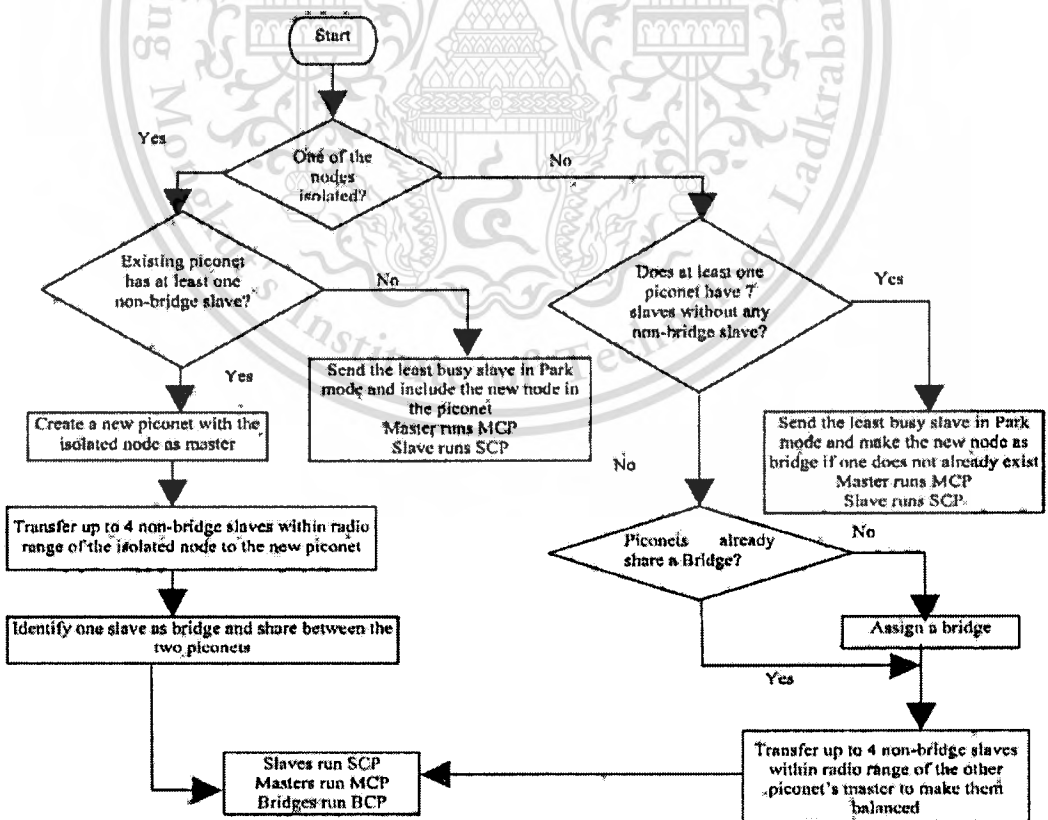 Start
Yes
One of the
nodes
isolated?
No
Existing piconet
has at least one
non-bridge slave?
No
Does at least one
piconet have 7
slaves without any
non-bridge slave?
Yes
Yes
Send the least busy slave in Park
mode and include the new node in
the piconet
Master runs MCP
Slave runs SCP
Create a new piconet with the
isolated node as master
Send the least busy slave in Park
mode and make the new node as
bridge if one does not already exist
Master runs MCP
Slave runs SCP
No
Transfer up to 4 non-bridge slaves within radio
range of the isolated node to the new piconet
Piconets already
share a Bridge?
No
Identify one slave as bridge and share between the
two piconets
Assign a bridge
Yes
Slaves run SCP
Masters run MCP
Bridges run BCP
Transfer up to 4 non-bridge slaves
within radio range of the other
piconet's master to make them
balanced
Institute of Technology Ladkraban